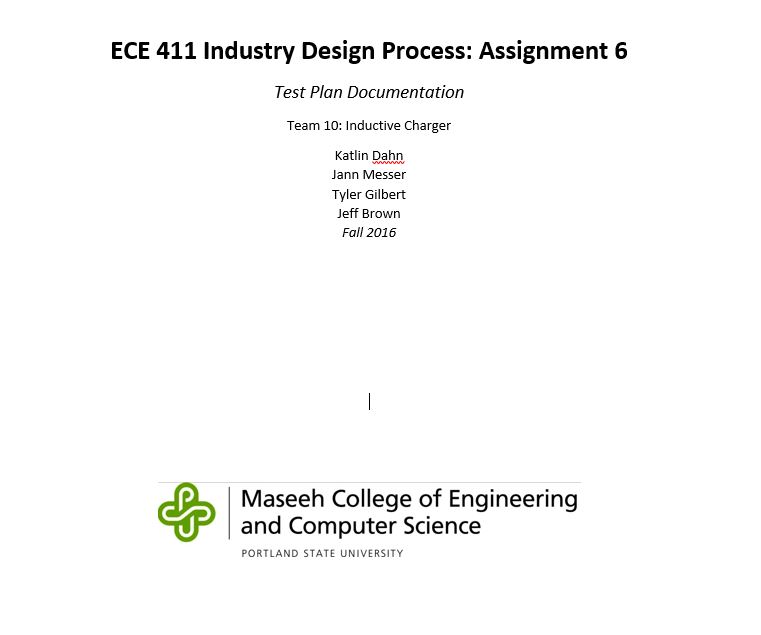 ECE 411 Industry Design Process: Assignment 6
Test Plan Documentation
Team 10: Inductive Charger
Katlin Dahn
Jann Messer
Tyler Gilbert
Jeff Brown
Fall 2016
Maseeh College of Engineering
and Computer Science
PORTLAND STATE UNIVERSITY